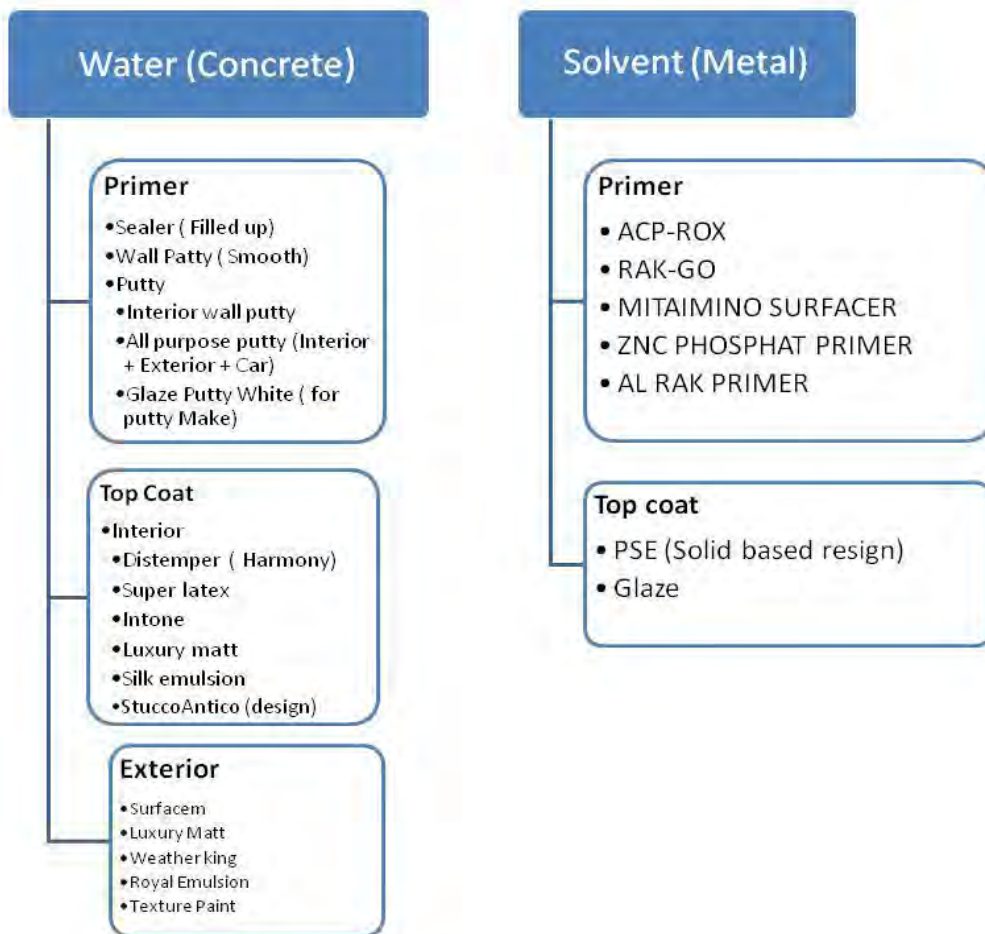 Water (Concrete)
Primer
•Sealer ( Filled up)
•Wall Patty ( Smooth)
•Putty
•Interior wall putty
•All purpose putty (Interior
+ Exterior + Car)
•Glaze Putty White ( for
putty Make)
Top Coat
•Interior
•Distemper ( Harmony)
•Super latex
•Intone
•Luxury matt
•Silk emulsion
•StuccoAntico (design)
Exterior
•Surfacem
•Luxury Matt
•Weather king
•Royal Emulsion
•Texture Paint
Solvent (Metal)
Primer
• ACP-ROX
• RAK-GO
• MITAIMINO SURFACER
• ZNC PHOSPHAT PRIMER
• AL RAK PRIMER
Top coat
• PSE (Solid based resign)
• Glaze